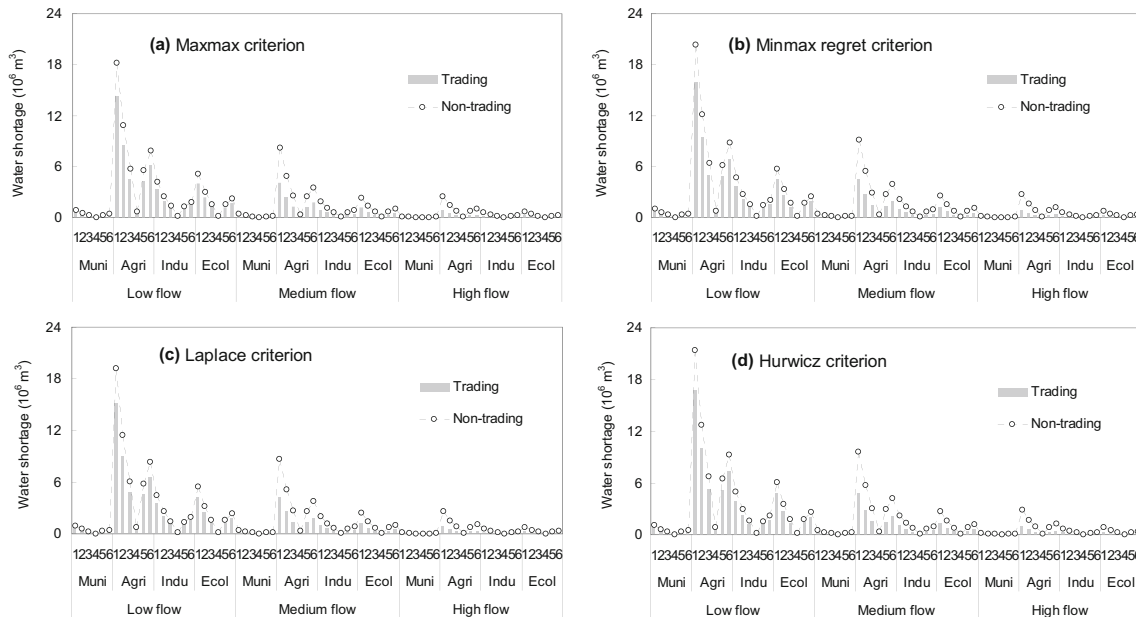 24
(a) Maxmax criterion
18
Trading
Non-trading
12
6
0
Water shortage (10⁶ m³)
123456123456123456123456123456123456123456123456123456123456123456123456
Muni Agri Indu Ecol Muni Agri Indu Ecol Muni Agri Indu Ecol
Low flow Medium flow High flow
24
(b) Minmax regret criterion
18
Trading
Non-trading
12
6
0
Water shortage (10⁶ m³)
123456123456123456123456123456123456123456123456123456123456123456123456
Muni Agri Indu Ecol Muni Agri Indu Ecol Muni Agri Indu Ecol
Low flow Medium flow High flow
24
(c) Laplace criterion
18
Trading
Non-trading
12
6
0
Water shortage (10⁶ m³)
123456123456123456123456123456123456123456123456123456123456123456123456
Muni Agri Indu Ecol Muni Agri Indu Ecol Muni Agri Indu Ecol
Low flow Medium flow High flow
24
(d) Hurwicz criterion
18
Trading
Non-trading
12
6
0
Water shortage (10⁶ m³)
123456123456123456123456123456123456123456123456123456123456123456123456
Muni Agri Indu Ecol Muni Agri Indu Ecol Muni Agri Indu Ecol
Low flow Medium flow High flow